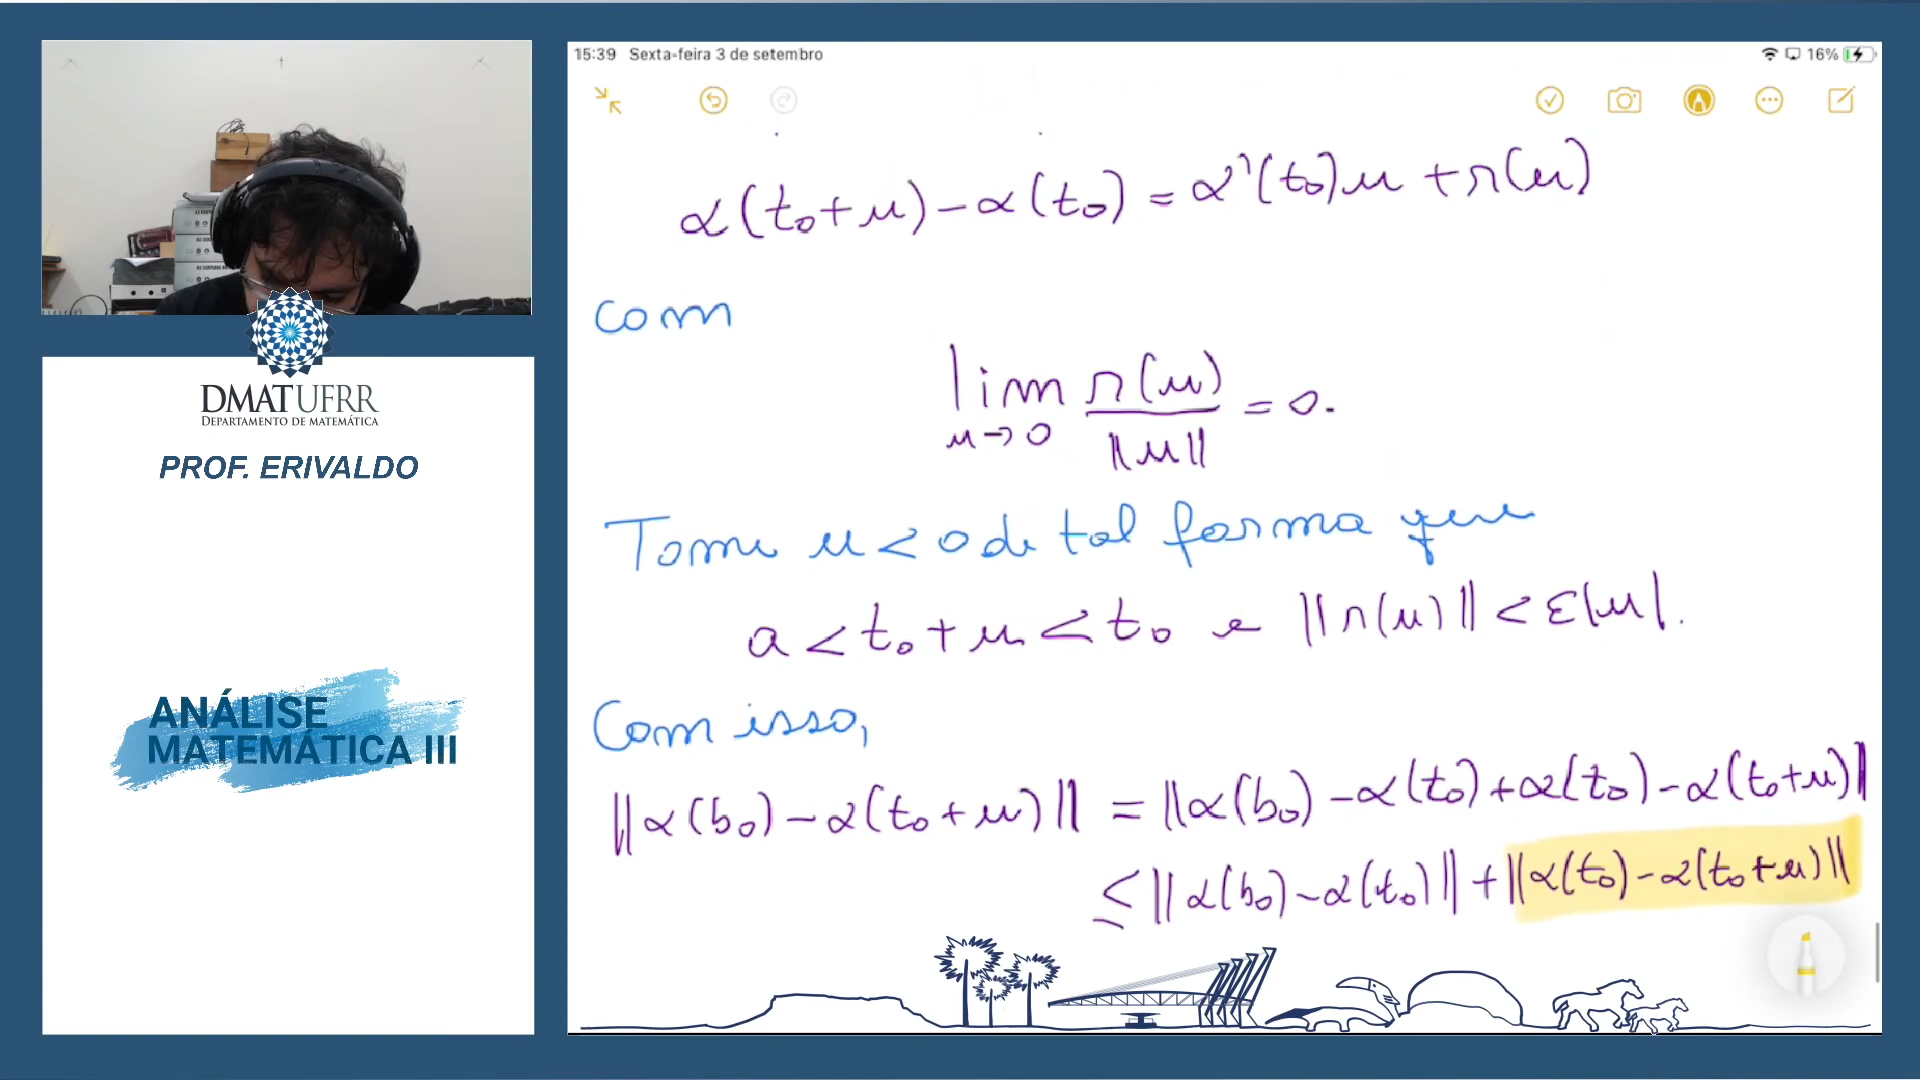 15:39 Sexta-feira 3 de setembro
16%
α(t₀+u)-α(t₀) = α'(t₀)u + r(u)
com
lim r(u)/||u|| = 0.
u→0
Tome u<0 de tal forma que
a < t₀+u < t₀ e ||r(u)|| < ε|u|.
Com isso,
||α(b₀)-α(t₀+u)|| = ||α(b₀)-α(t₀)+α(t₀)-α(t₀+u)||
≤ ||α(b₀)-α(t₀)|| + ||α(t₀)-α(t₀+u)||
DMATUFRR
DEPARTAMENTO DE MATEMÁTICA
PROF. ERIVALDO
ANÁLISE
MATEMÁTICA III